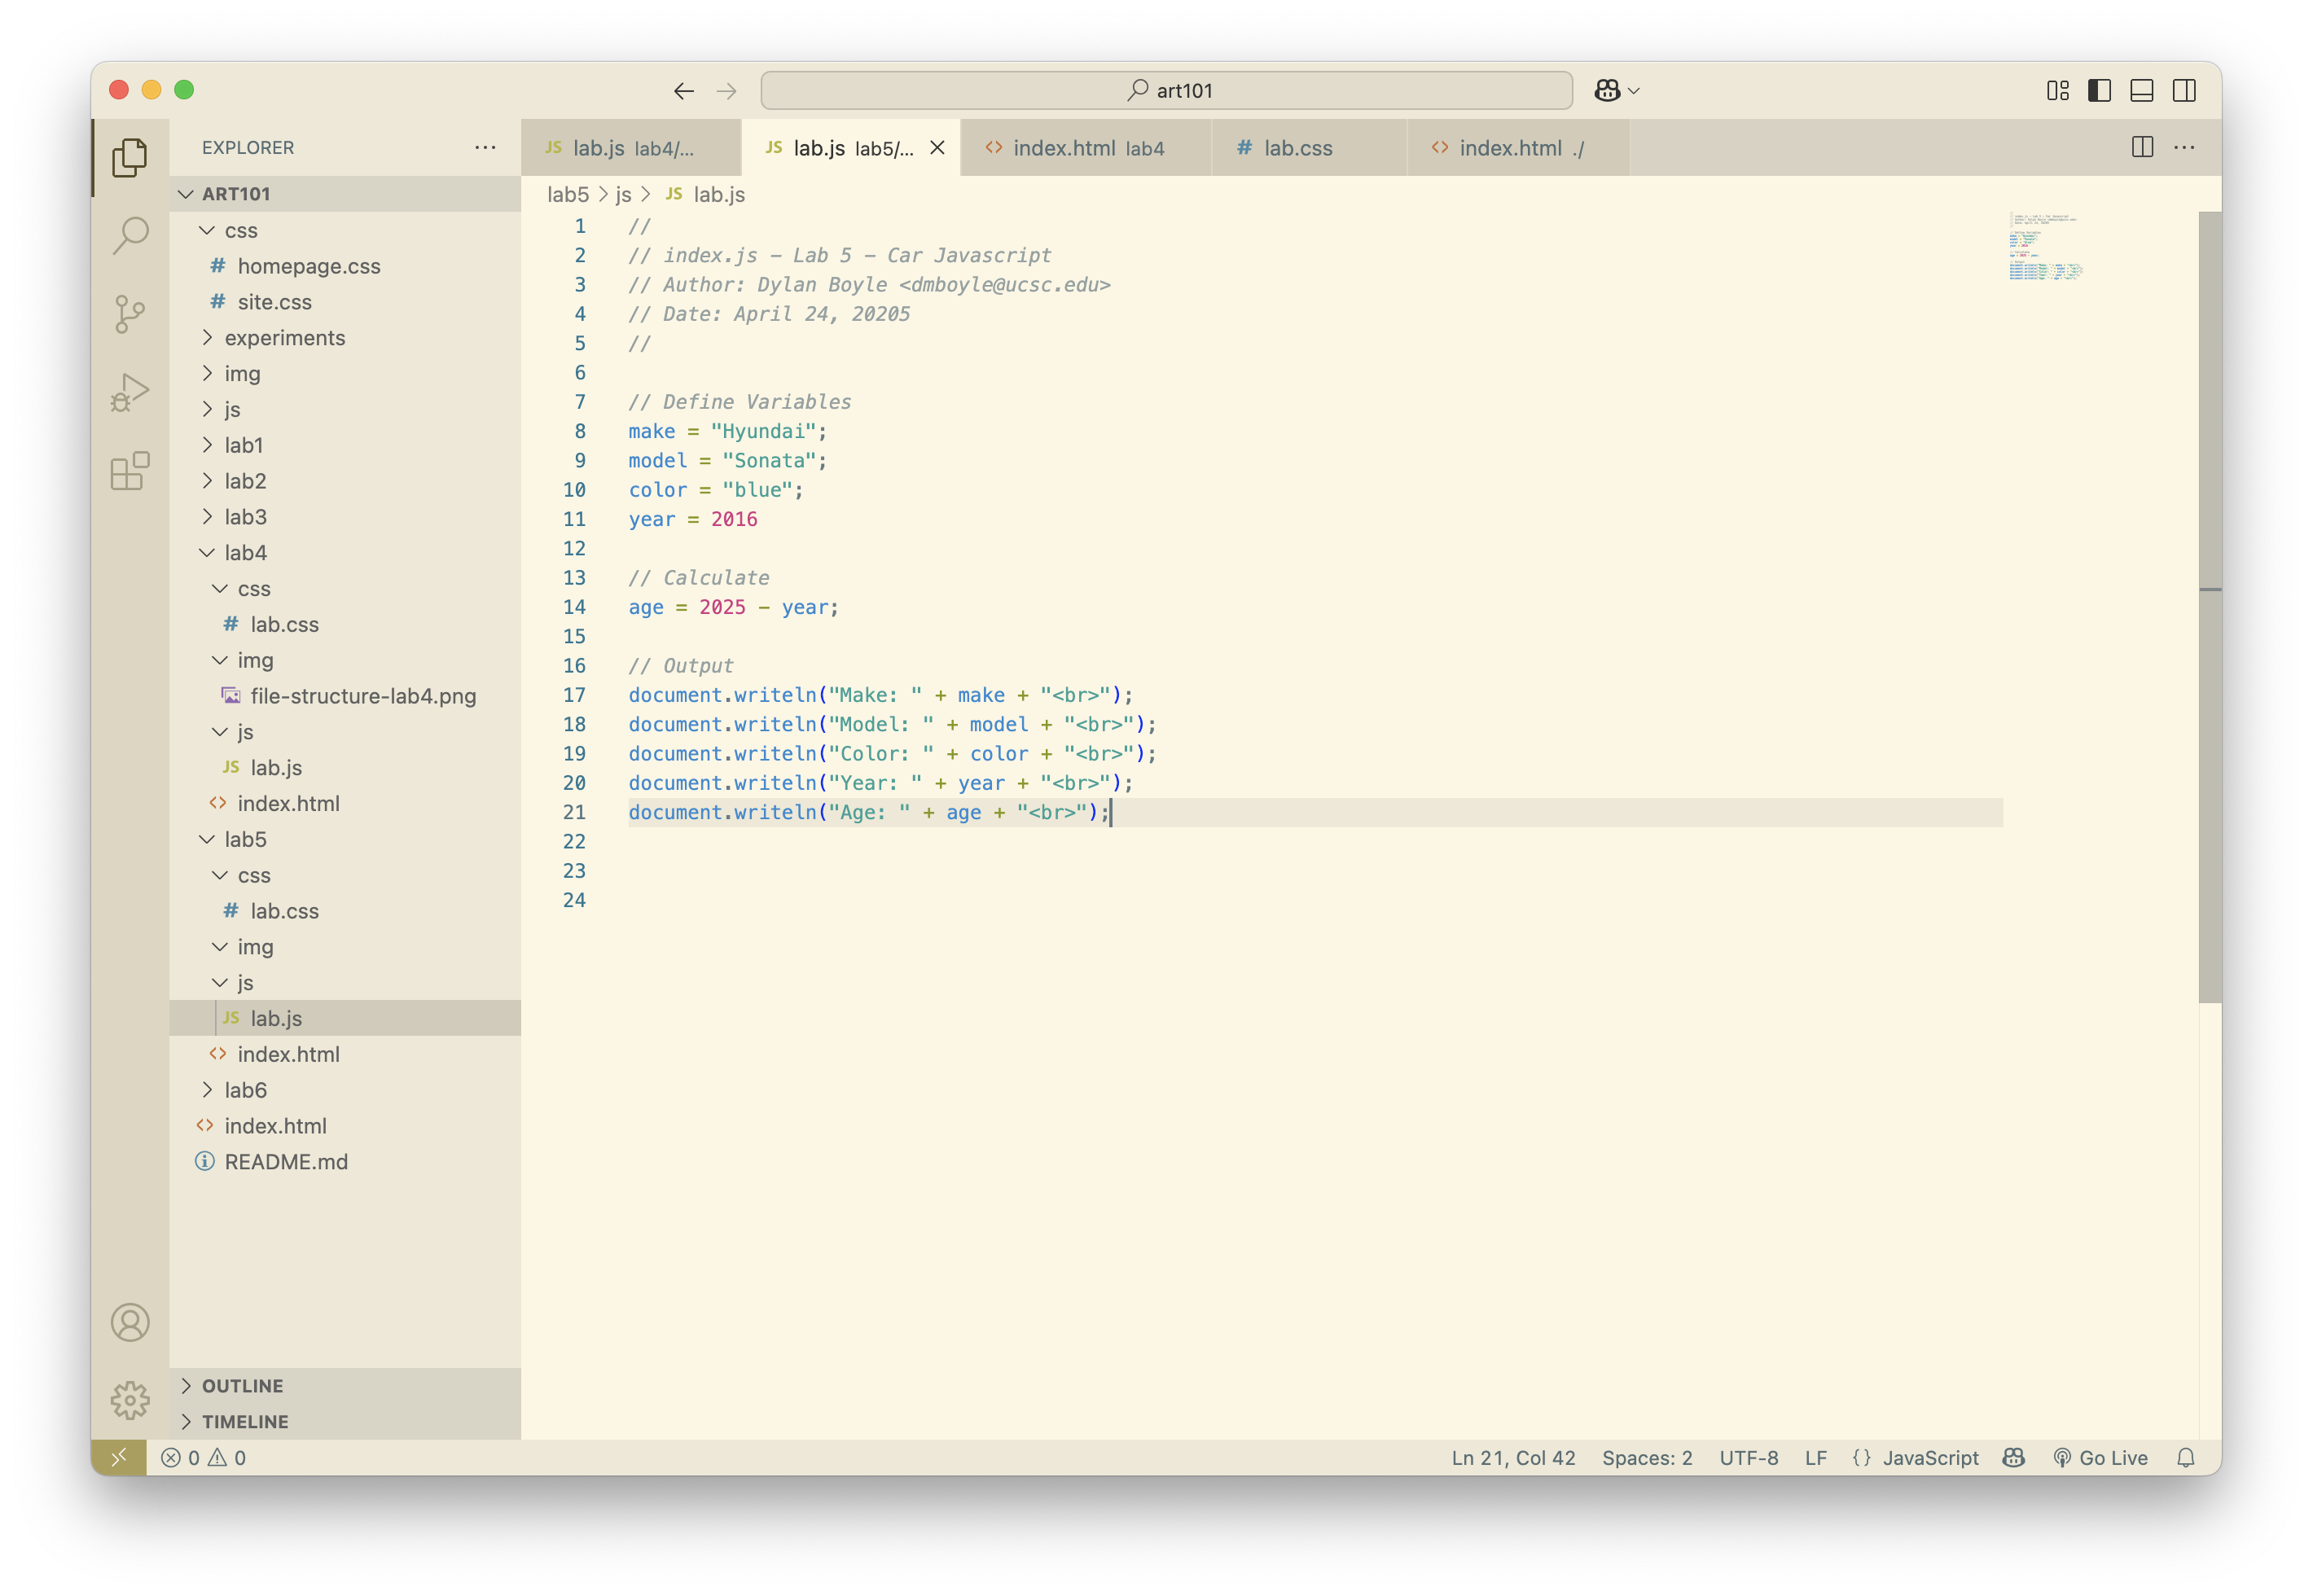 art101
EXPLORER
ART101
css
homepage.css
site.css
experiments
img
js
lab1
lab2
lab3
lab4
css
lab.css
img
file-structure-lab4.png
js
JS lab.js
index.html
lab5
css
lab.css
img
js
JS lab.js
index.html
lab6
index.html
README.md
OUTLINE
TIMELINE
JS lab.js lab4/...
JS lab.js lab5/...
index.html lab4
# lab.css
index.html ./
lab5 > js > JS lab.js
1 //
2 // index.js - Lab 5 - Car Javascript
3 // Author: Dylan Boyle <dmboyle@ucsc.edu>
4 // Date: April 24, 20205
5 //
6
7 // Define Variables
8 make = "Hyundai";
9 model = "Sonata";
10 color = "blue";
11 year = 2016
12
13 // Calculate
14 age = 2025 - year;
15
16 // Output
17 document.writeln("Make: " + make + "<br>");
18 document.writeln("Model: " + model + "<br>");
19 document.writeln("Color: " + color + "<br>");
20 document.writeln("Year: " + year + "<br>");
21 document.writeln("Age: " + age + "<br>");
22
23
24
0 0
Ln 21, Col 42 Spaces: 2 UTF-8 LF {} JavaScript Go Live